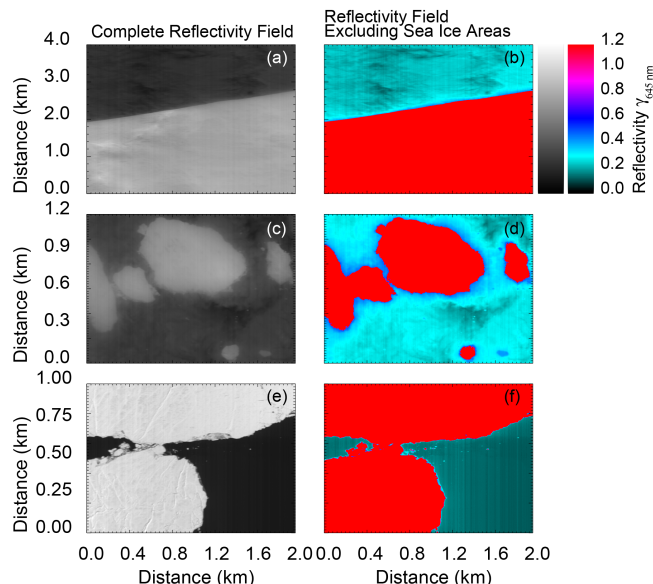 Complete Reflectivity Field
Reflectivity Field
Excluding Sea Ice Areas
4.0
3.0
2.0
1.0
0.0
Distance (km)
(a)
(b)
1.2
1.0
0.8
0.6
0.4
0.2
0.0
Reflectivity γ645 nm
1.2
0.9
0.6
0.3
0.0
Distance (km)
(c)
(d)
1.00
0.75
0.50
0.25
0.00
Distance (km)
(e)
(f)
0.0 0.4 0.8 1.2 1.6 2.0
0.0 0.4 0.8 1.2 1.6 2.0
Distance (km)
Distance (km)